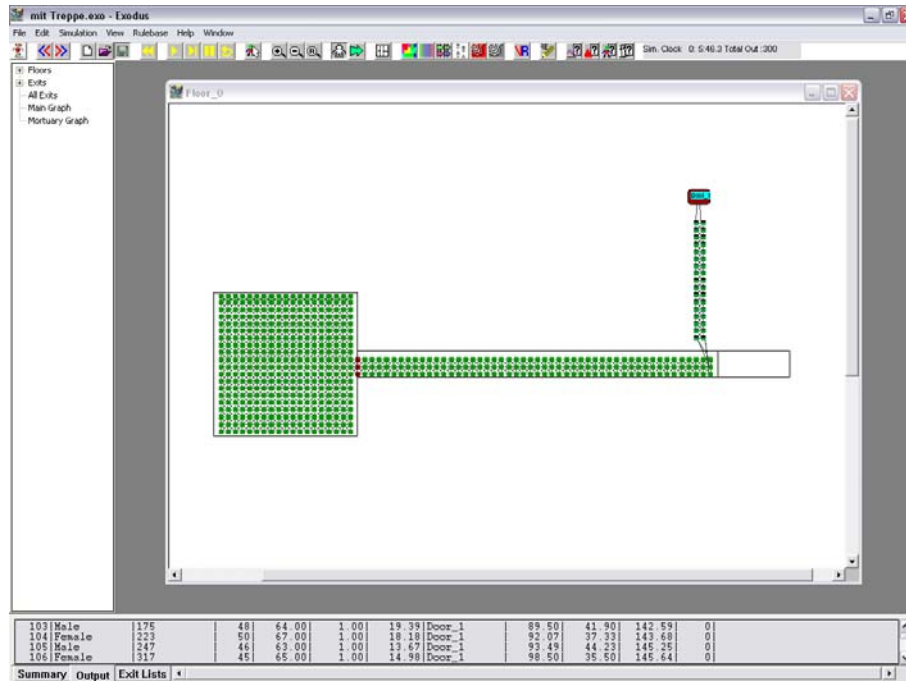 mit Treppe.exo - Exodus
File Edit Simulation View Rulebase Help Window
Sim. Clock 0: 5:46.3 Total Out :300
Floors
Exits
All Exits
Main Graph
Mortuary Graph
Floor_0
103|Male |175 | 48| 64.00| 1.00| 19.39|Door_1 | 89.50| 41.90| 142.59| 0|
104|Female |223 | 50| 67.00| 1.00| 18.18|Door_1 | 92.07| 37.33| 143.68| 0|
105|Male |247 | 46| 63.00| 1.00| 13.67|Door_1 | 93.49| 44.23| 145.25| 0|
106|Female |317 | 45| 65.00| 1.00| 14.98|Door_1 | 98.50| 35.50| 145.64| 0|
Summary Output Exit Lists